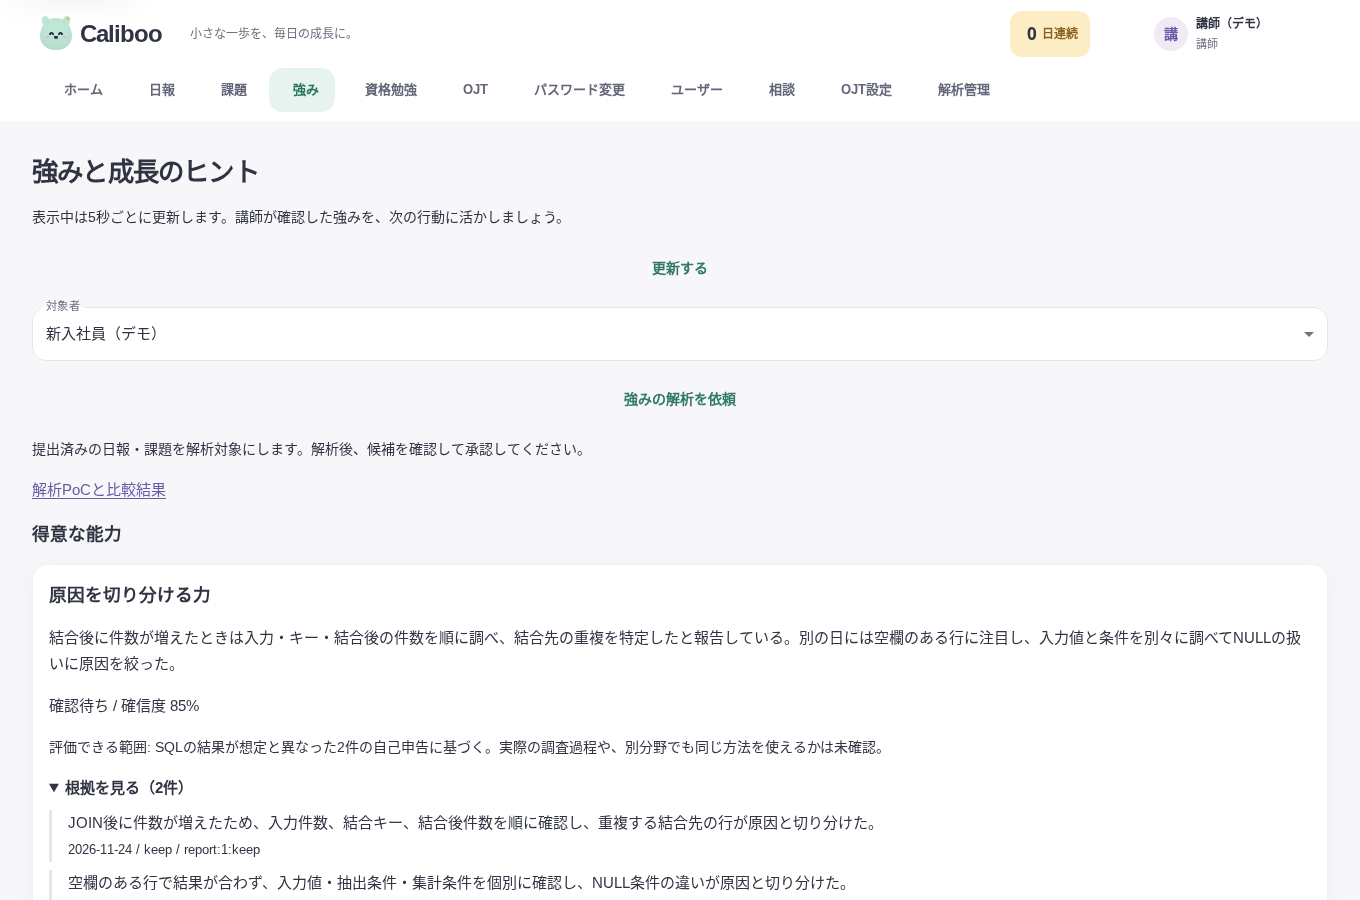 Caliboo
小さな一歩を、毎日の成長に。
0 日連続
講
講師（デモ）
講師
ホーム 日報 課題 強み 資格勉強 OJT パスワード変更 ユーザー 相談 OJT設定 解析管理
強みと成長のヒント
表示中は5秒ごとに更新します。講師が確認した強みを、次の行動に活かしましょう。
更新する
対象者
新入社員（デモ）
強みの解析を依頼
提出済みの日報・課題を解析対象にします。解析後、候補を確認して承認してください。
解析PoCと比較結果
得意な能力
原因を切り分ける力
結合後に件数が増えたときは入力・キー・結合後の件数を順に調べ、結合先の重複を特定したと報告している。別の日には空欄のある行に注目し、入力値と条件を別々に調べてNULLの扱
いに原因を絞った。
確認待ち / 確信度 85%
評価できる範囲: SQLの結果が想定と異なった2件の自己申告に基づく。実際の調査過程や、別分野でも同じ方法を使えるかは未確認。
▼ 根拠を見る（2件）
JOIN後に件数が増えたため、入力件数、結合キー、結合後件数を順に確認し、重複する結合先の行が原因と切り分けた。
2026-11-24 / keep / report:1:keep
空欄のある行で結果が合わず、入力値・抽出条件・集計条件を個別に確認し、NULL条件の違いが原因と切り分けた。